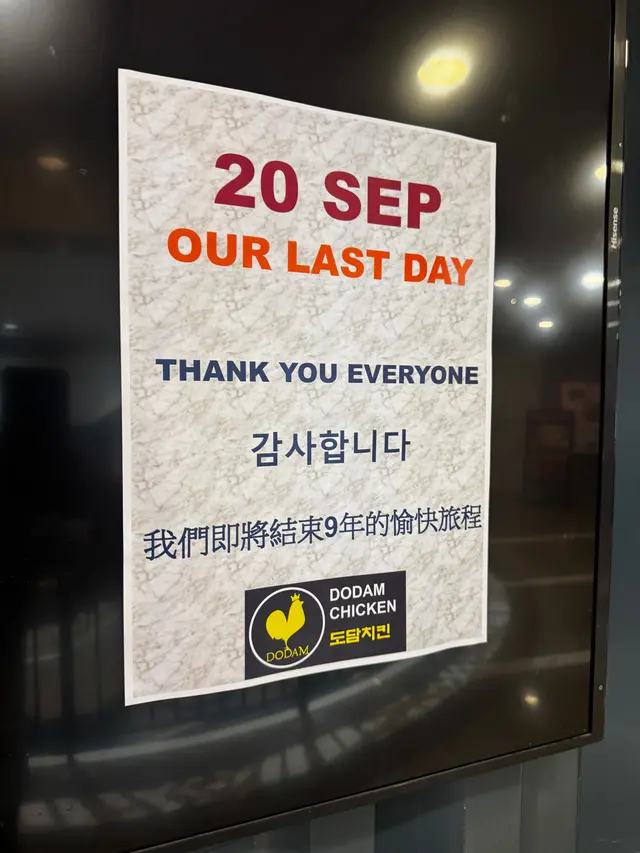 20 SEP
OUR LAST DAY
THANK YOU EVERYONE
감사합니다
我們即將結束9年的愉快旅程
DODAM
CHICKEN
도담치킨
DODAM
Hisense